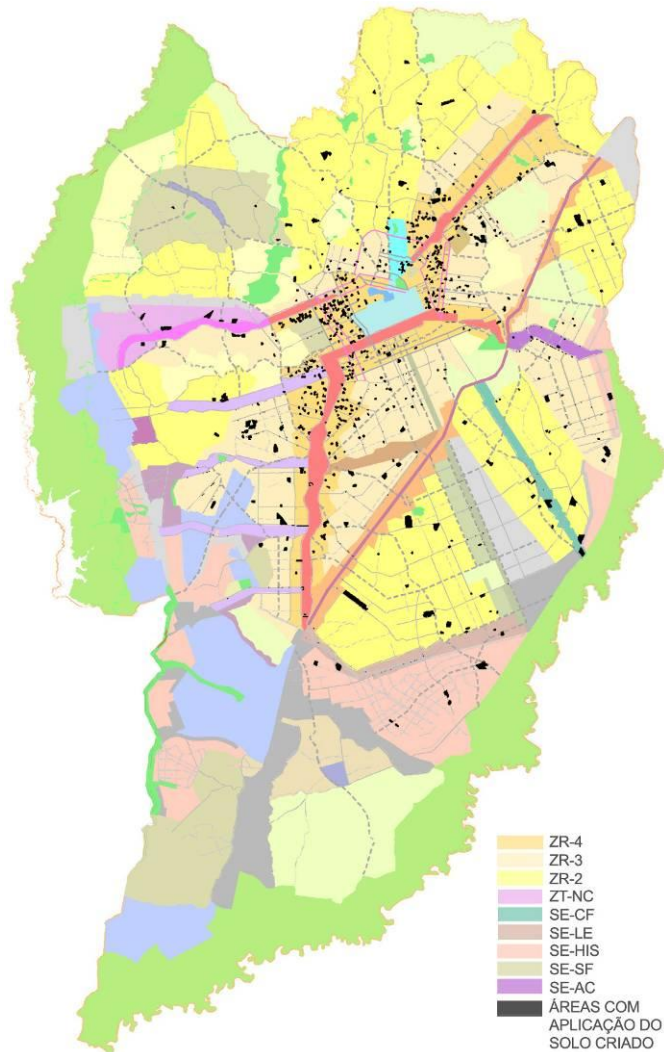 ZR-4
ZR-3
ZR-2
ZT-NC
SE-CF
SE-LE
SE-HIS
SE-SF
SE-AC
ÁREAS COM
APLICAÇÃO DO
SOLO CRIADO